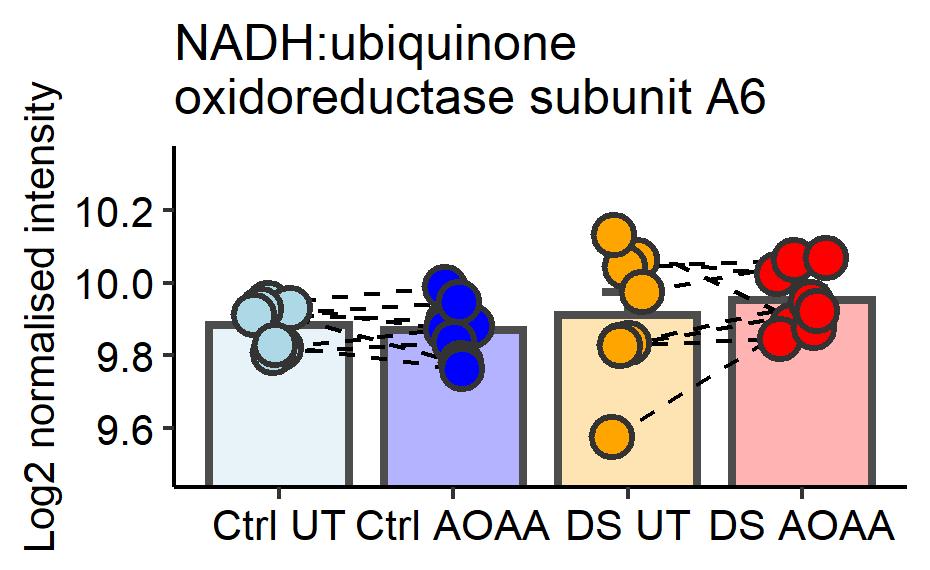 NADH:ubiquinone
oxidoreductase subunit A6
Log2 normalised intensity
10.2
10.0
9.8
9.6
Ctrl UT Ctrl AOAA DS UT DS AOAA